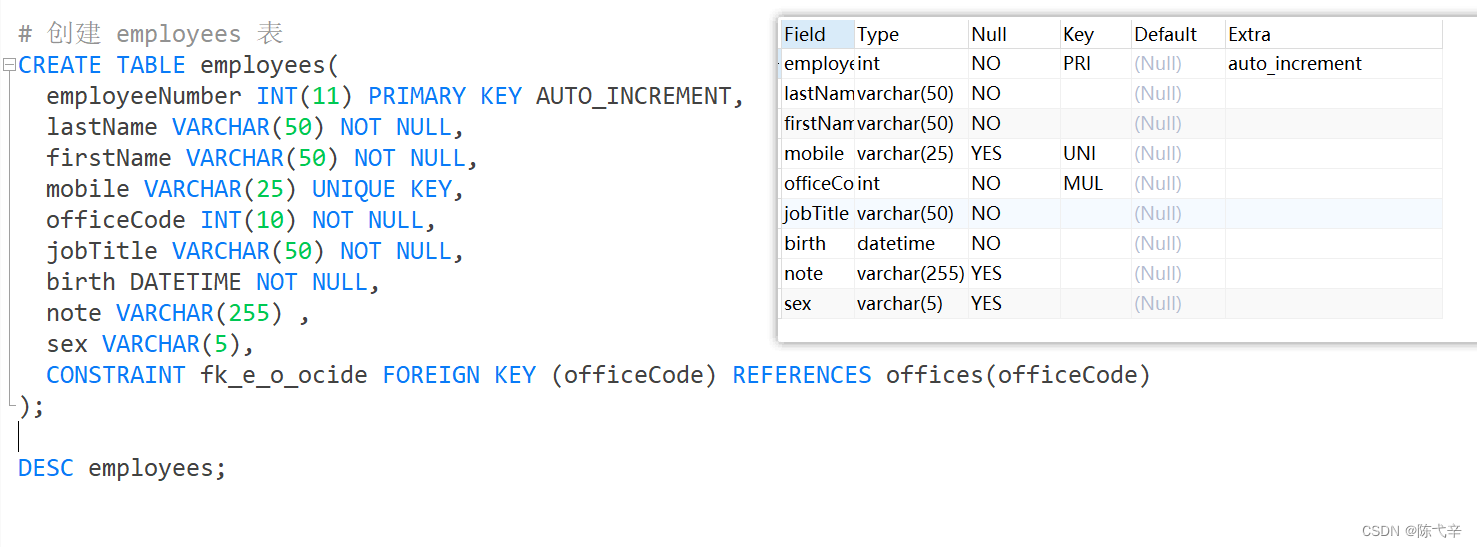 # 创建 employees 表
CREATE TABLE employees(
employeeNumber INT(11) PRIMARY KEY AUTO_INCREMENT,
lastName VARCHAR(50) NOT NULL,
firstName VARCHAR(50) NOT NULL,
mobile VARCHAR(25) UNIQUE KEY,
officeCode INT(10) NOT NULL,
jobTitle VARCHAR(50) NOT NULL,
birth DATETIME NOT NULL,
note VARCHAR(255) ,
sex VARCHAR(5),
CONSTRAINT fk_e_o_ocide FOREIGN KEY (officeCode) REFERENCES offices(officeCode)
);
DESC employees;
Field Type Null Key Default Extra
employe int NO PRI (Null) auto_increment
lastNam varchar(50) NO (Null)
firstNam varchar(50) NO (Null)
mobile varchar(25) YES UNI (Null)
officeCo int NO MUL (Null)
jobTitle varchar(50) NO (Null)
birth datetime NO (Null)
note varchar(255) YES (Null)
sex varchar(5) YES (Null)
CSDN @陈弋辛